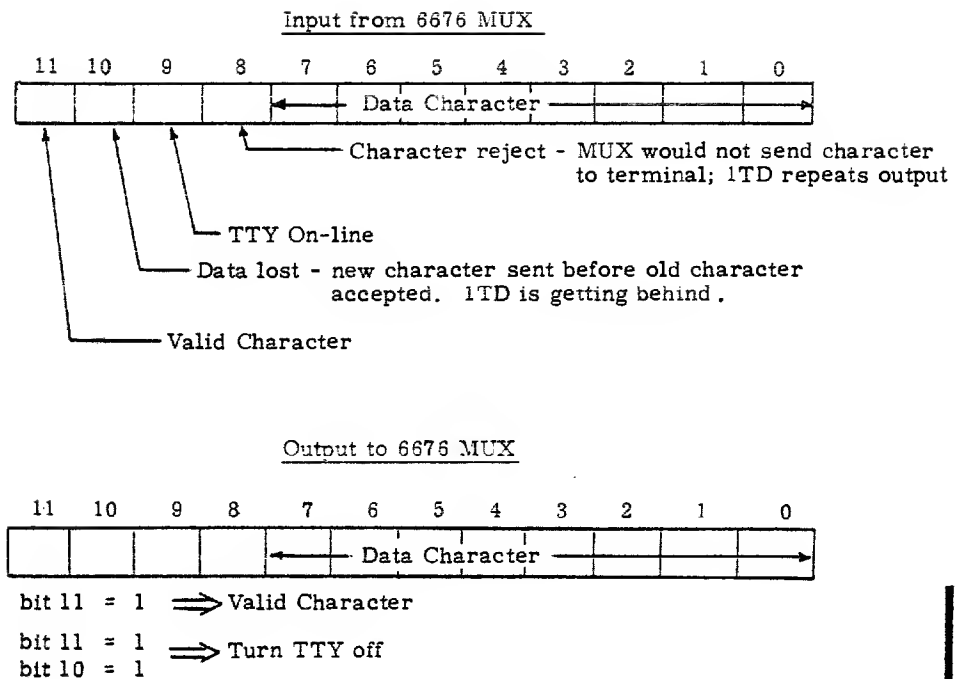 Input from 6676 MUX
11 10 9 8 7 6 5 4 3 2 1 0
Data Character
Character reject - MUX would not send character
to terminal; 1TD repeats output
TTY On-line
Data lost - new character sent before old character
accepted. 1TD is getting behind.
Valid Character
Output to 6676 MUX
11 10 9 8 7 6 5 4 3 2 1 0
Data Character
bit 11 = 1 ⇒ Valid Character
bit 11 = 1
⇒ Turn TTY off
bit 10 = 1